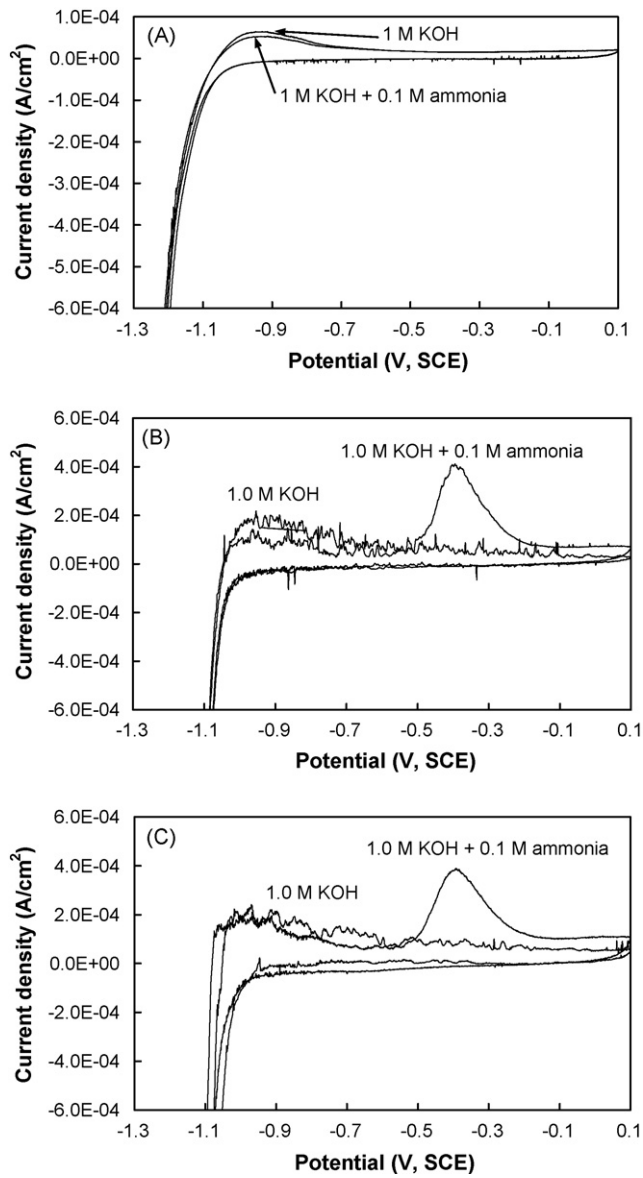 (A)
1.0E-04
0.0E+00
-1.0E-04
-2.0E-04
-3.0E-04
-4.0E-04
-5.0E-04
-6.0E-04
Current density (A/cm²)
1 M KOH
1 M KOH + 0.1 M ammonia
-1.3 -1.1 -0.9 -0.7 -0.5 -0.3 -0.1 0.1
Potential (V, SCE)
(B)
6.0E-04
4.0E-04
2.0E-04
0.0E+00
-2.0E-04
-4.0E-04
-6.0E-04
Current density (A/cm²)
1.0 M KOH + 0.1 M ammonia
1.0 M KOH
-1.3 -1.1 -0.9 -0.7 -0.5 -0.3 -0.1 0.1
Potential (V, SCE)
(C)
6.0E-04
4.0E-04
2.0E-04
0.0E+00
-2.0E-04
-4.0E-04
-6.0E-04
Current density (A/cm²)
1.0 M KOH + 0.1 M ammonia
1.0 M KOH
-1.3 -1.1 -0.9 -0.7 -0.5 -0.3 -0.1 0.1
Potential (V, SCE)